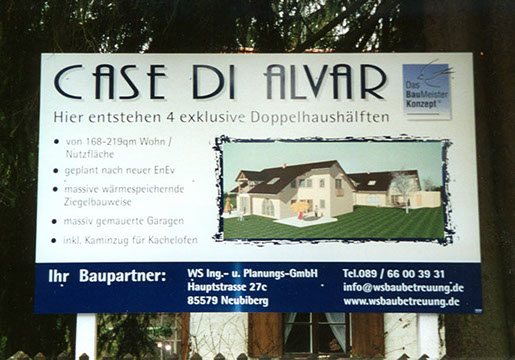 CASE DI ALVAR
Das
BauMeister
Konzept®
Hier entstehen 4 exklusive Doppelhaushälften
• von 168-219qm Wohn /
Nutzfläche
• geplant nach neuer EnEv
• massive wärmespeichernde
Ziegelbauweise
• massiv gemauerte Garagen
• inkl. Kaminzug für Kachelofen
Ihr Baupartner:
WS Ing.- u. Planungs-GmbH
Hauptstrasse 27c
85579 Neubiberg
Tel.089 / 66 00 39 31
info@wsbaubetreuung.de
www.wsbaubetreuung.de